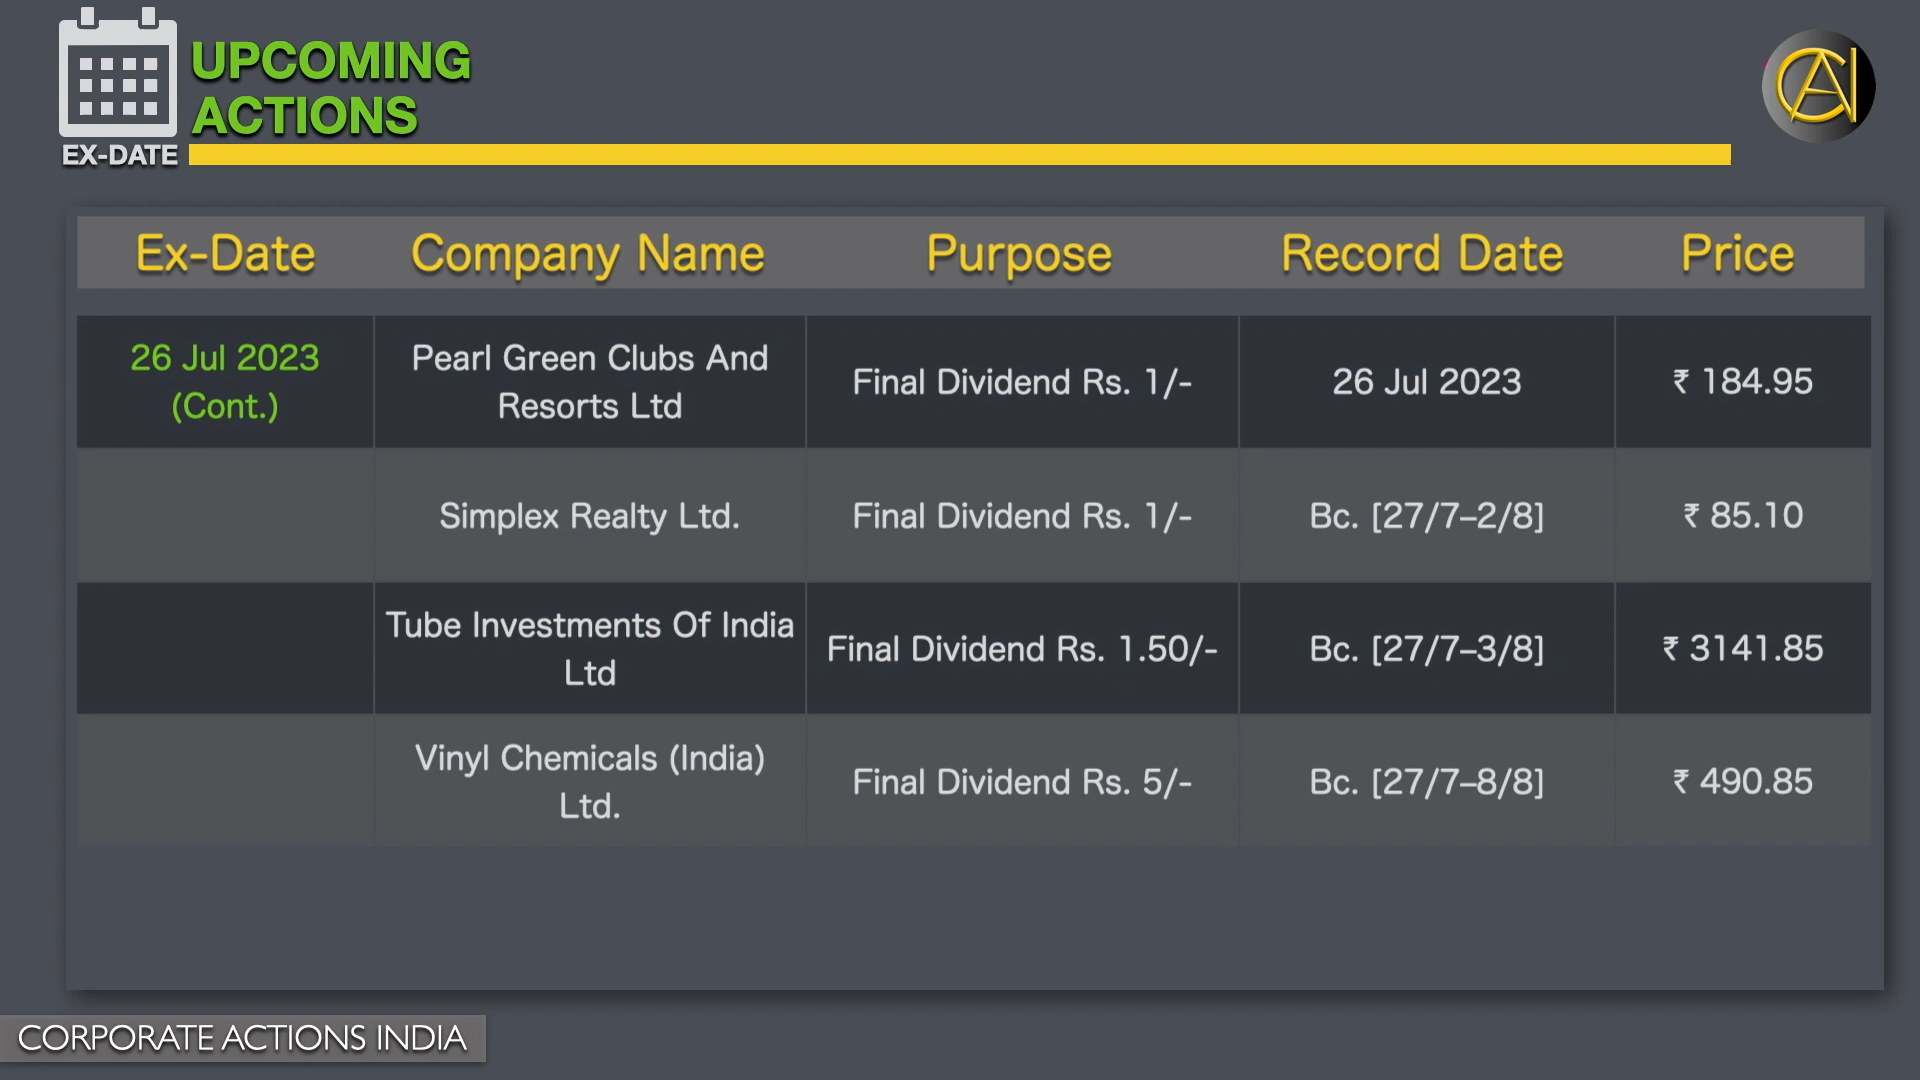 UPCOMING
ACTIONS
EX-DATE
CAI
Ex-Date Company Name Purpose Record Date Price
26 Jul 2023
(Cont.)
Pearl Green Clubs And
Resorts Ltd
Final Dividend Rs. 1/-
26 Jul 2023
₹ 184.95
Simplex Realty Ltd.
Final Dividend Rs. 1/-
Bc. [27/7–2/8]
₹ 85.10
Tube Investments Of India
Ltd
Final Dividend Rs. 1.50/-
Bc. [27/7–3/8]
₹ 3141.85
Vinyl Chemicals (India)
Ltd.
Final Dividend Rs. 5/-
Bc. [27/7–8/8]
₹ 490.85
CORPORATE ACTIONS INDIA